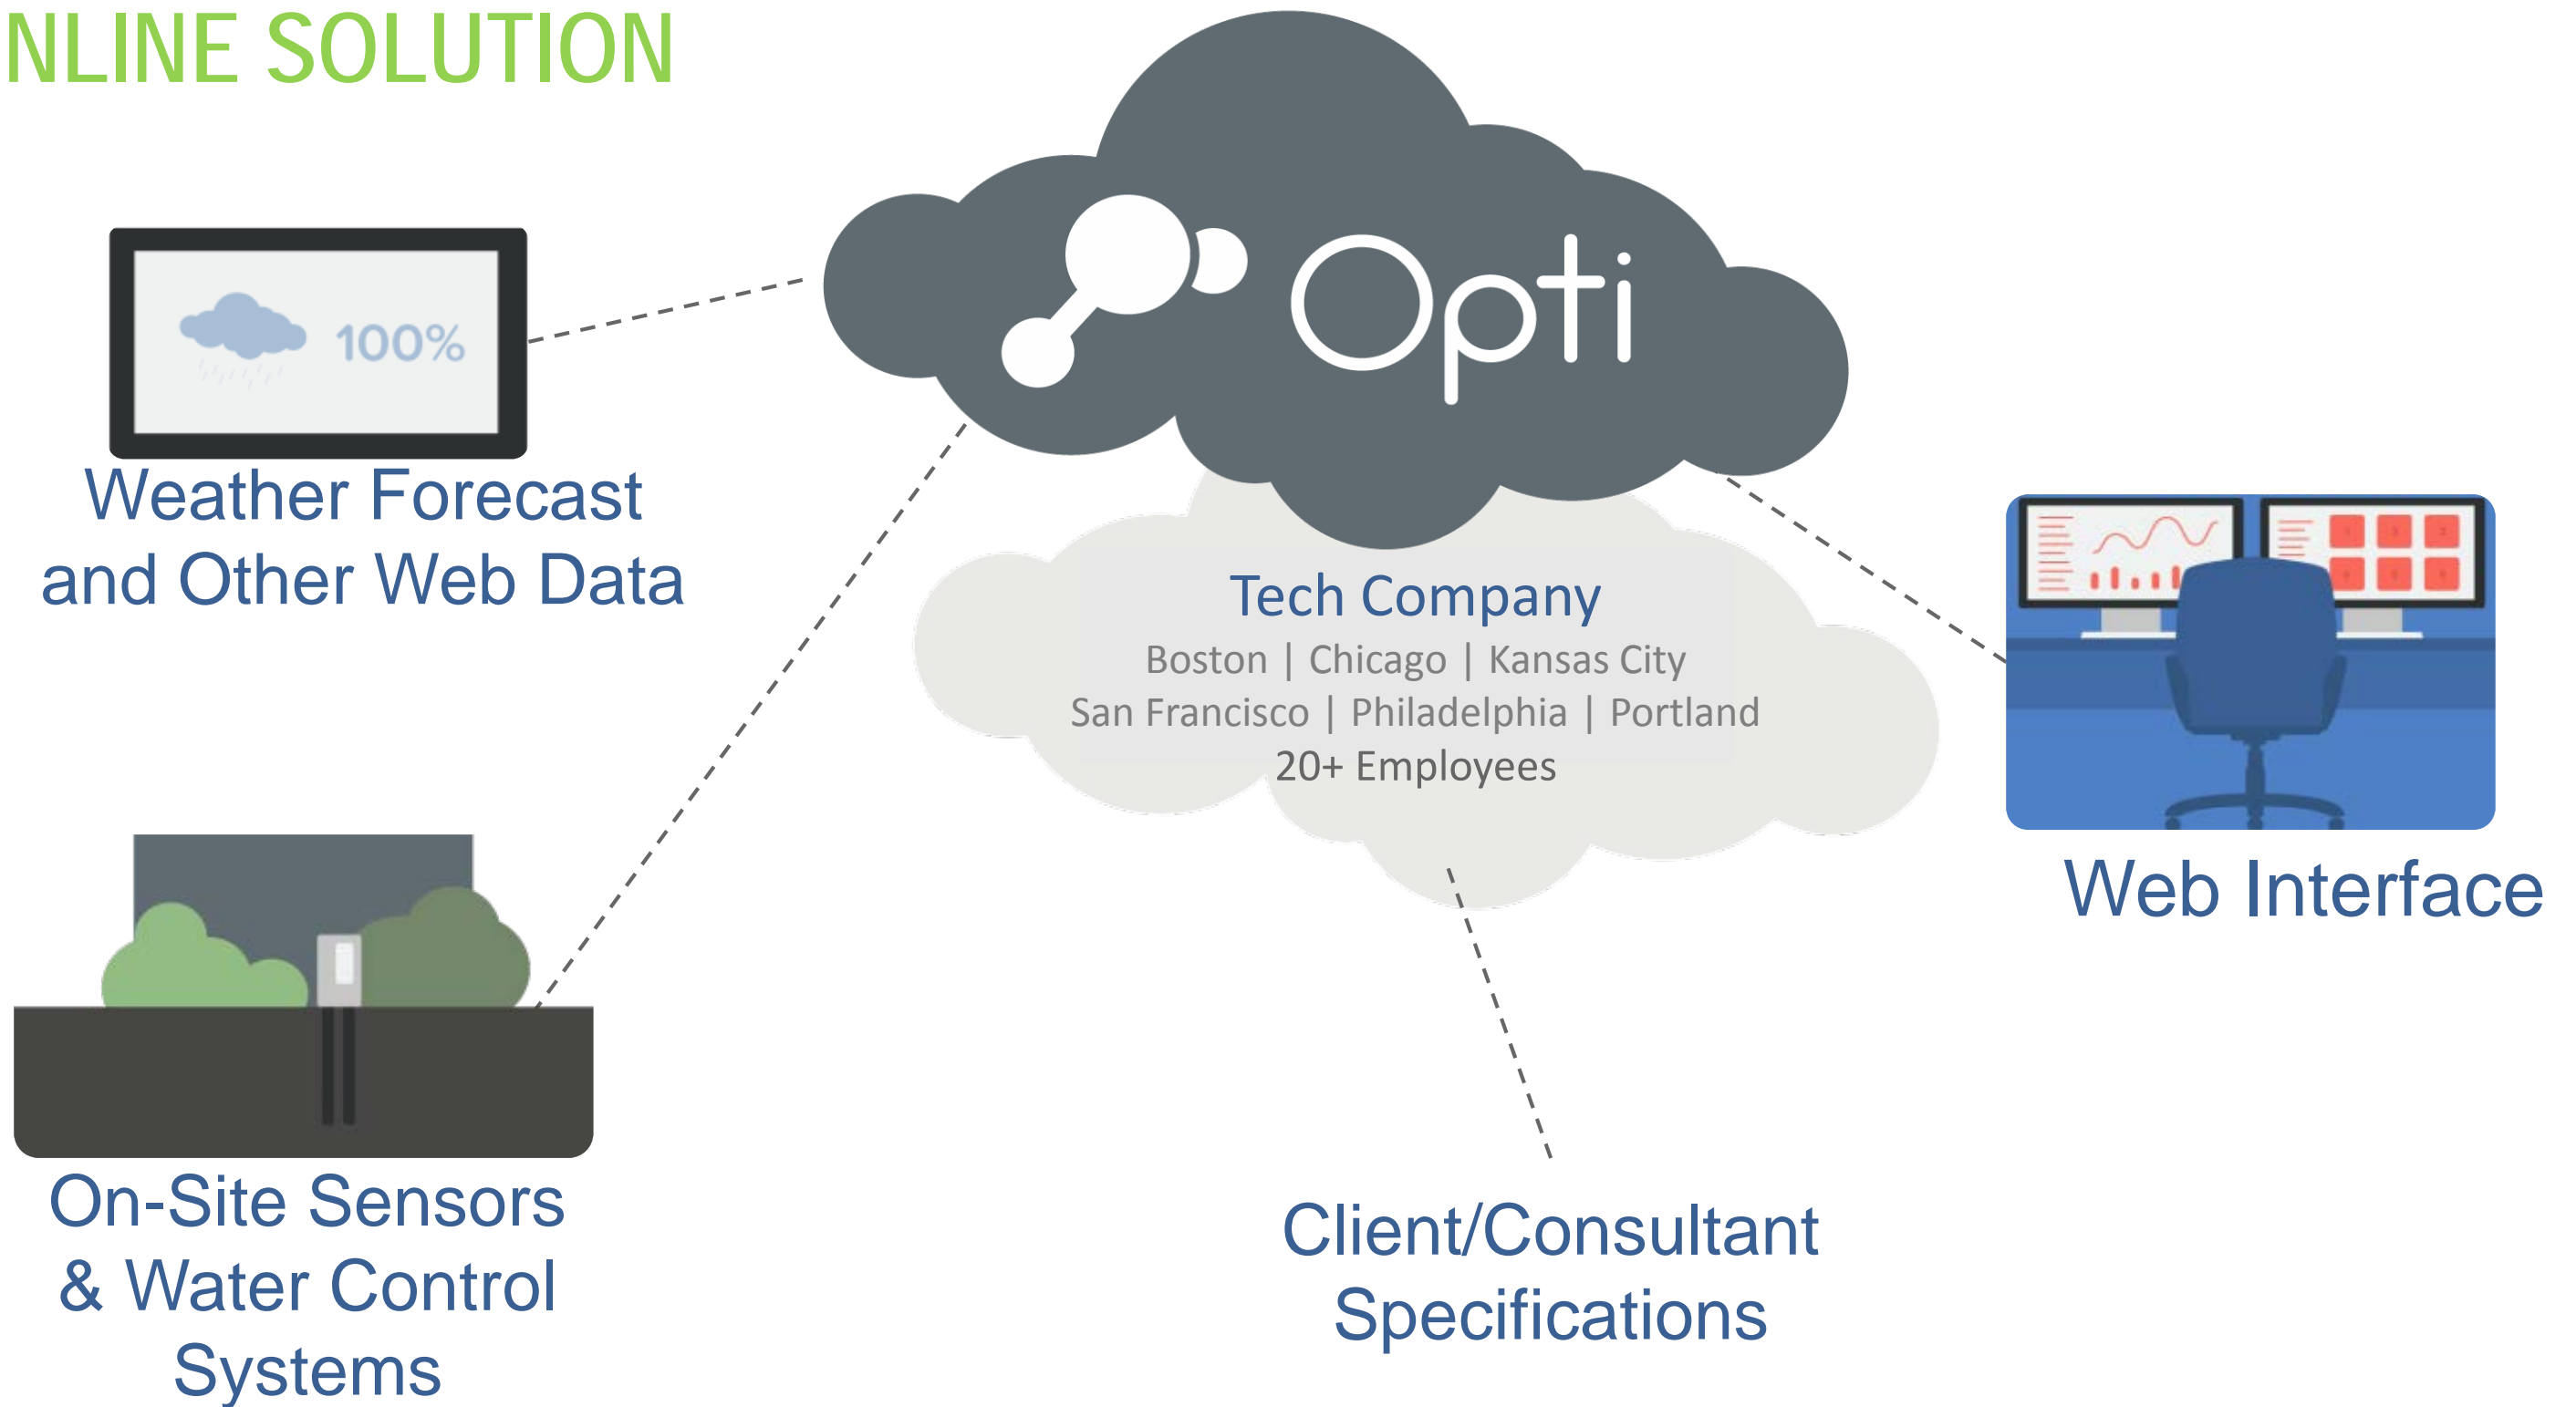 NLINE SOLUTION
Opti
100%
Weather Forecast
and Other Web Data
Tech Company
Boston | Chicago | Kansas City
San Francisco | Philadelphia | Portland
20+ Employees
Web Interface
On-Site Sensors
& Water Control
Systems
Client/Consultant
Specifications